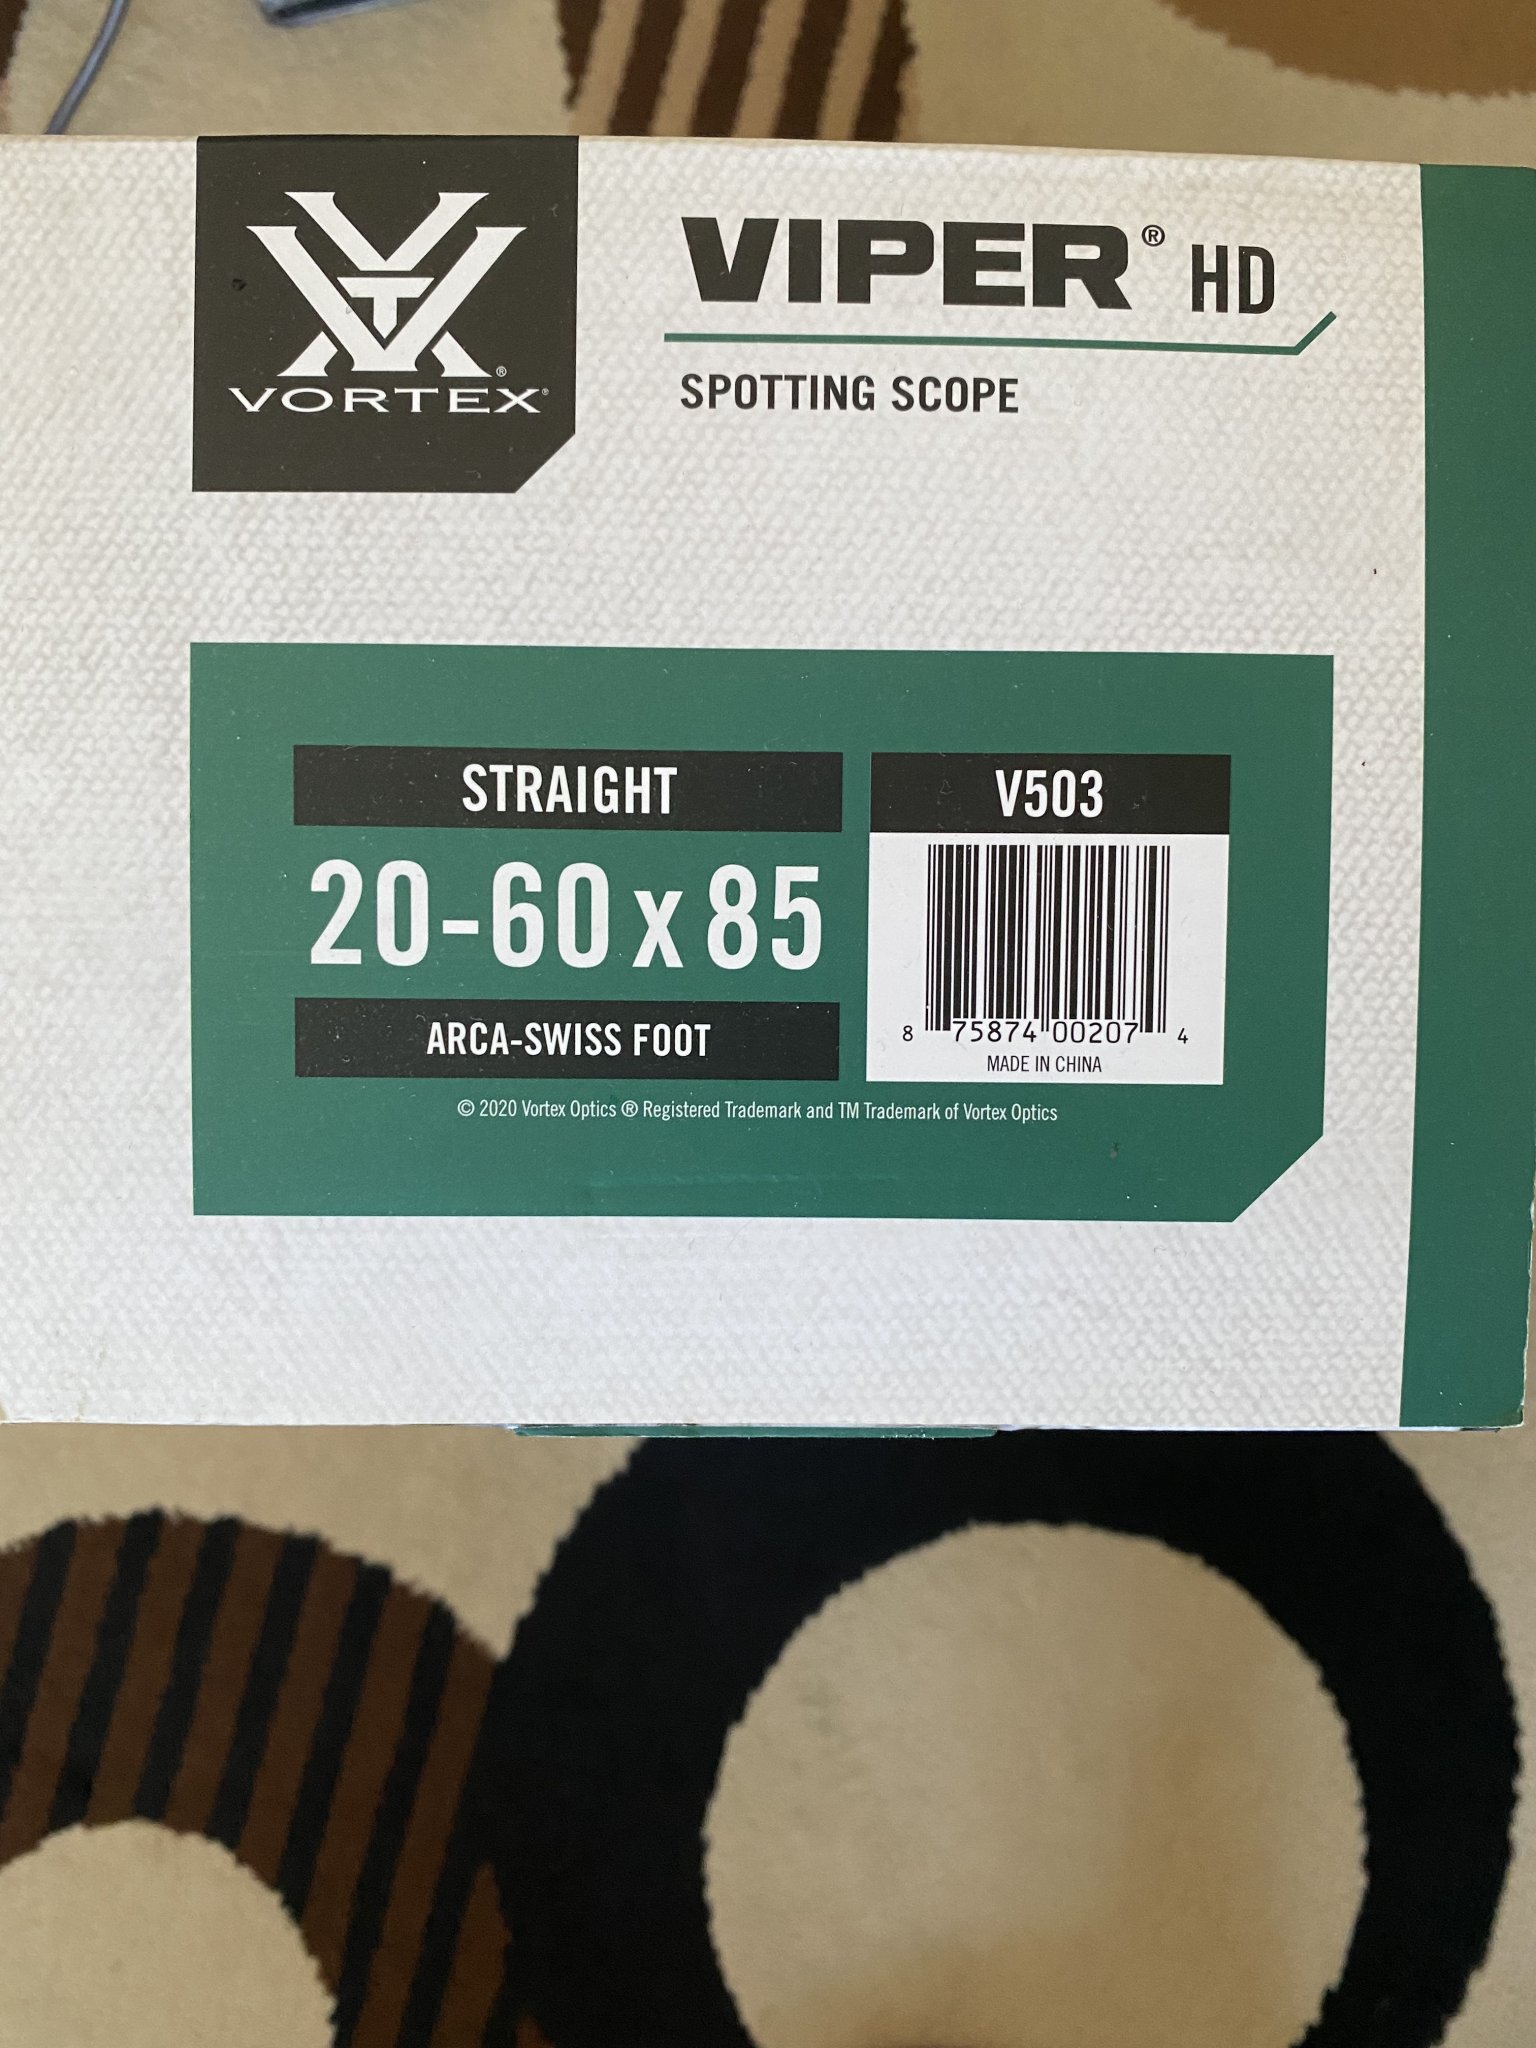 VORTEX®
VIPER® HD
SPOTTING SCOPE
STRAIGHT
20-60 x 85
ARCA-SWISS FOOT
V503
8 75874 00207 4
MADE IN CHINA
© 2020 Vortex Optics ® Registered Trademark and TM Trademark of Vortex Optics